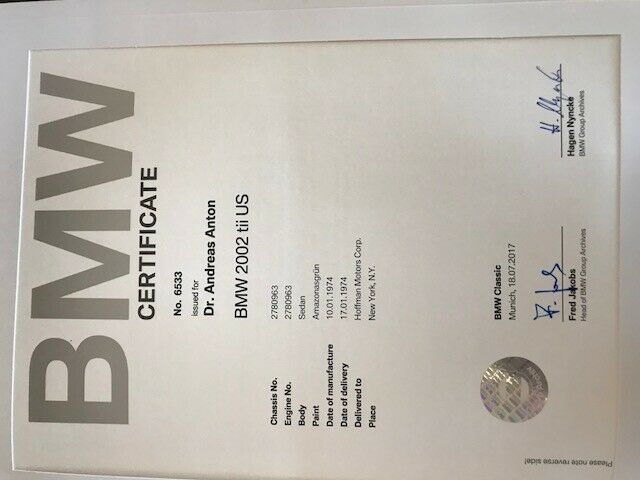 BMW
CERTIFICATE
No. 6533
issued for
Dr. Andreas Anton
BMW 2002 tii US
Chassis No. 2780963
Engine No. 2780963
Body Sedan
Paint Amazonasgrün
Date of manufacture 10.01.1974
Date of delivery 17.01.1974
Delivered to Hoffman Motors Corp.
Place New York, N.Y.
BMW Classic
Munich, 18.07.2017
Fred Jakobs
Head of BMW Group Archives
Hagen Nyncke
BMW Group Archives
Please note reverse side!